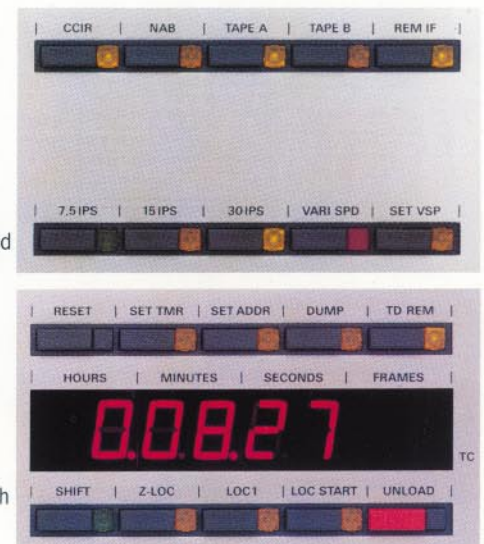 CCIR NAB TAPE A TAPE B REM IF
d
7.5 IPS 15 IPS 30 IPS VARI SPD SET VSP
RESET SET TMR SET ADDR DUMP TD REM
HOURS MINUTES SECONDS FRAMES
0.08.27
TC
h
SHIFT Z-LOC LOC1 LOC START UNLOAD